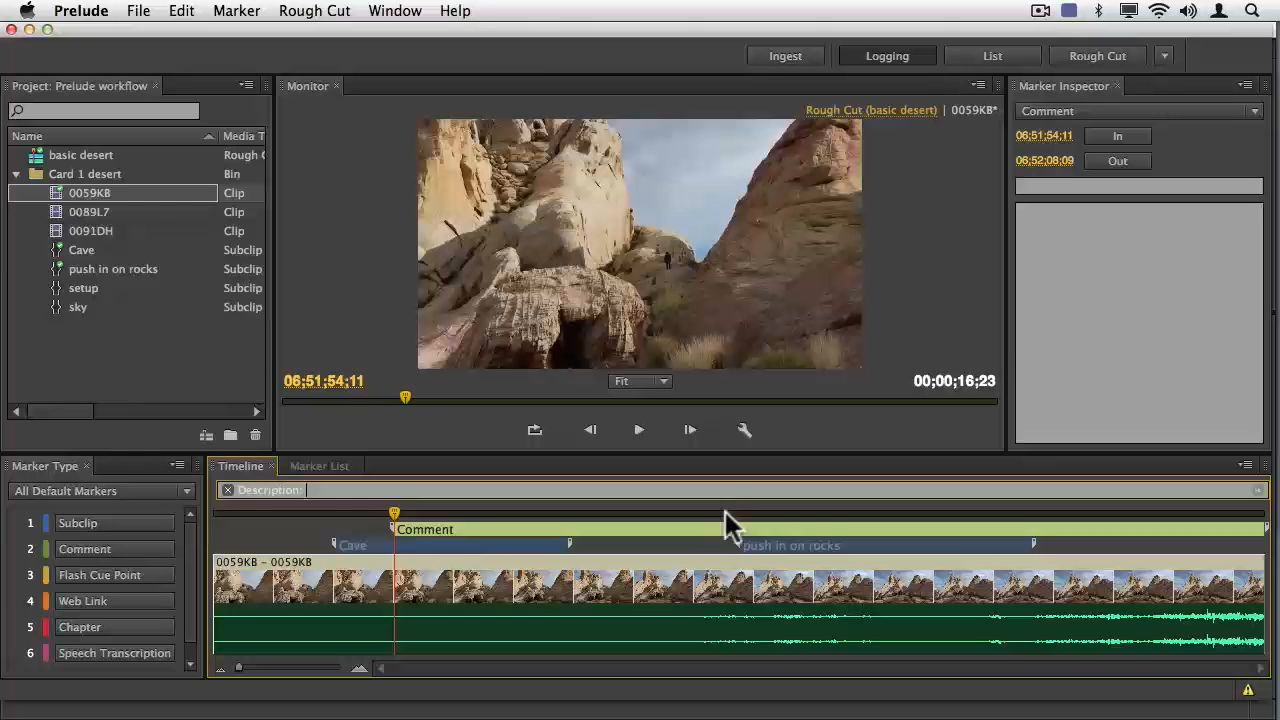 Prelude File Edit Marker Rough Cut Window Help
Ingest Logging List Rough Cut
Project: Prelude workflow ×
Name Media T
basic desert Rough C
Card 1 desert Bin
0059KB Clip
0089L7 Clip
0091DH Clip
Cave Subclip
push in on rocks Subclip
setup Subclip
sky Subclip
Monitor ×
Rough Cut (basic desert) | 0059KB*
06;51;54;11 Fit 00;00;16;23
Marker Inspector ×
Comment
06;51;54;11 In
06;52;08;09 Out
Marker Type ×
All Default Markers
1 Subclip
2 Comment
3 Flash Cue Point
4 Web Link
5 Chapter
6 Speech Transcription
Timeline × Marker List
Description:
Comment
Cave push in on rocks
0059KB - 0059KB